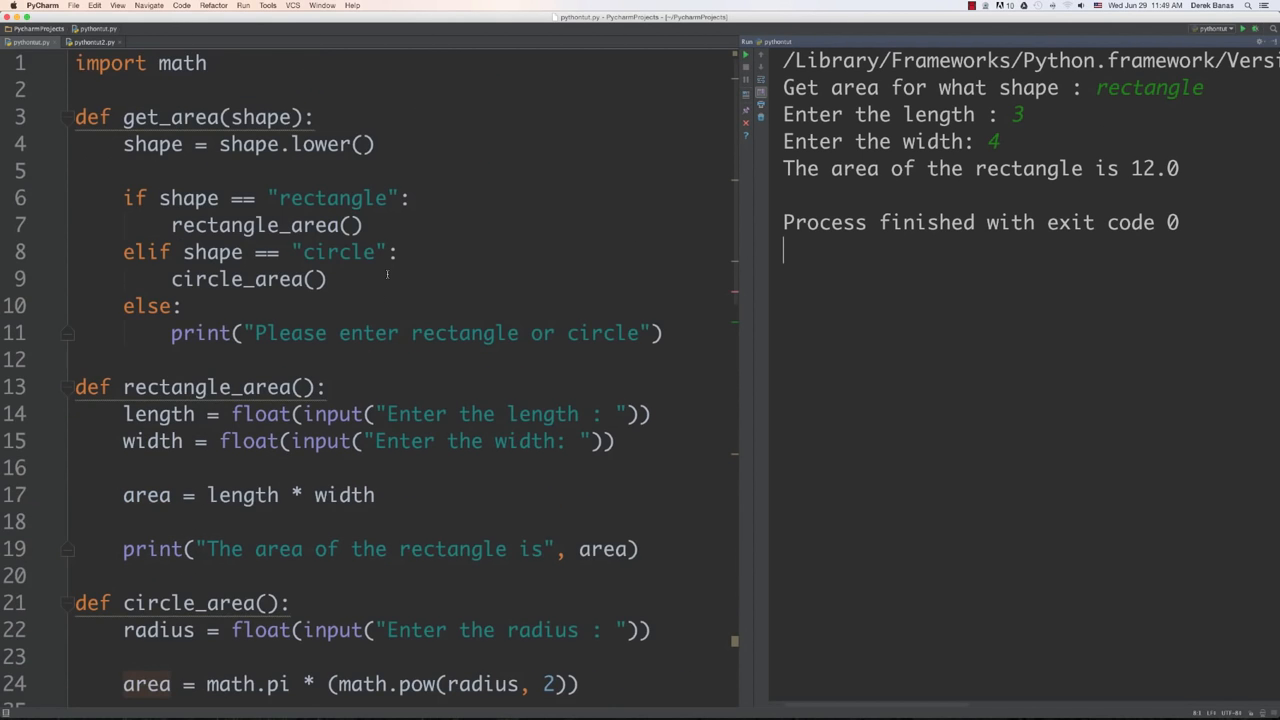 PyCharm File Edit View Navigate Code Refactor Run Tools VCS Window Help
10 Wed Jun 29 11:49 AM Derek Banas
pythontut.py - PycharmProjects - [~/PycharmProjects]
PycharmProjects pythontut.py
pythontut
pythontut.py pythontut2.py
Run pythontut
1 import math
2
3 def get_area(shape):
4 shape = shape.lower()
5
6 if shape == "rectangle":
7 rectangle_area()
8 elif shape == "circle":
9 circle_area()
10 else:
11 print("Please enter rectangle or circle")
12
13 def rectangle_area():
14 length = float(input("Enter the length : "))
15 width = float(input("Enter the width: "))
16
17 area = length * width
18
19 print("The area of the rectangle is", area)
20
21 def circle_area():
22 radius = float(input("Enter the radius : "))
23
24 area = math.pi * (math.pow(radius, 2))
/Library/Frameworks/Python.framework/Versi
Get area for what shape : rectangle
Enter the length : 3
Enter the width: 4
The area of the rectangle is 12.0
Process finished with exit code 0
8:1 LF÷ UTF-8÷